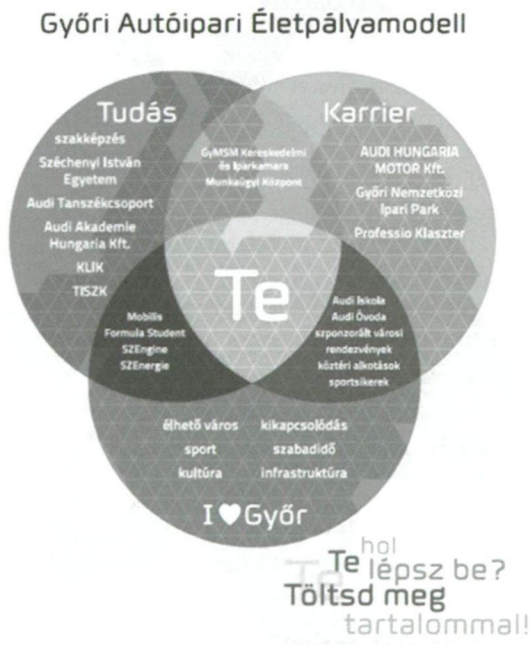 Győri Autóipari Életpályamodell
Tudás
szakképzés
Széchenyi István
Egyetem
Audi Tanszékcsoport
Audi Akademie
Hungaria Kft.
KLIK
TISZK
GyMSM Kereskedelmi
és Iparkamara
Munkaügyi Központ
Karrier
AUDI HUNGARIA
MOTOR Kft.
Győri Nemzetközi
Ipari Park
Professio Klaszter
Te
Mobilis
Formula Student
SZEngine
SZEnergie
Audi Iskola
Audi Óvoda
szponzorált városi
rendezvények
köztéri alkotások
sportsikerek
élhető város kikapcsolódás
sport szabadidő
kultúra infrastruktúra
I ♥ Győr
hol
Te lépsz be?
Te
Töltsd meg
tartalommal!